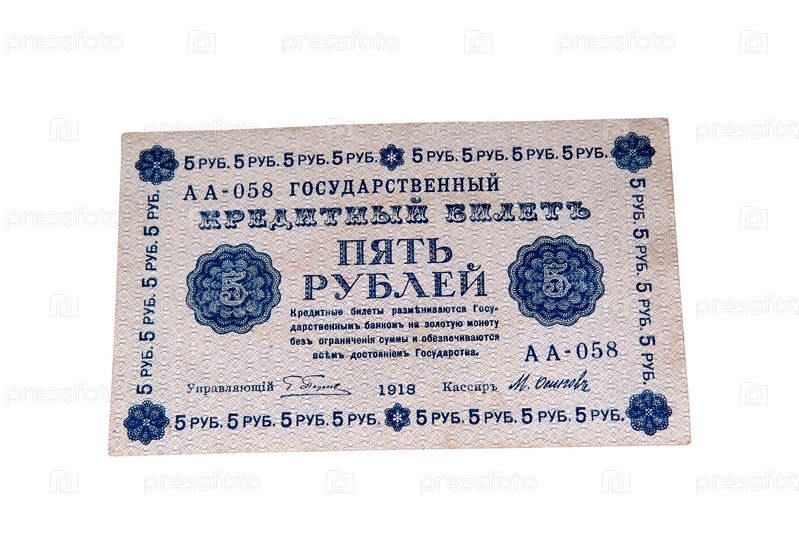 5 РУБ. 5 РУБ. 5 РУБ. 5 РУБ. 5 РУБ. 5 РУБ. 5 РУБ. 5 РУБ.
АА-058 ГОСУДАРСТВЕННЫЙ
КРЕДИТНЫЙ БИЛЕТЪ
5 ПЯТЬ 5
РУБЛЕЙ
Кредитные билеты размѣниваются Госу-
дарственнымъ банкомъ на золотую монету
безъ ограниченія суммы и обезпечиваются
всѣмъ достояніемъ Государства.
АА-058
Управляющій 1918 Кассиръ
5 РУБ. 5 РУБ. 5 РУБ. 5 РУБ. 5 РУБ. 5 РУБ. 5 РУБ. 5 РУБ.
5 РУБ. 5 РУБ. 5 РУБ. 5 РУБ.
5 РУБ. 5 РУБ. 5 РУБ. 5 РУБ.
pressfoto